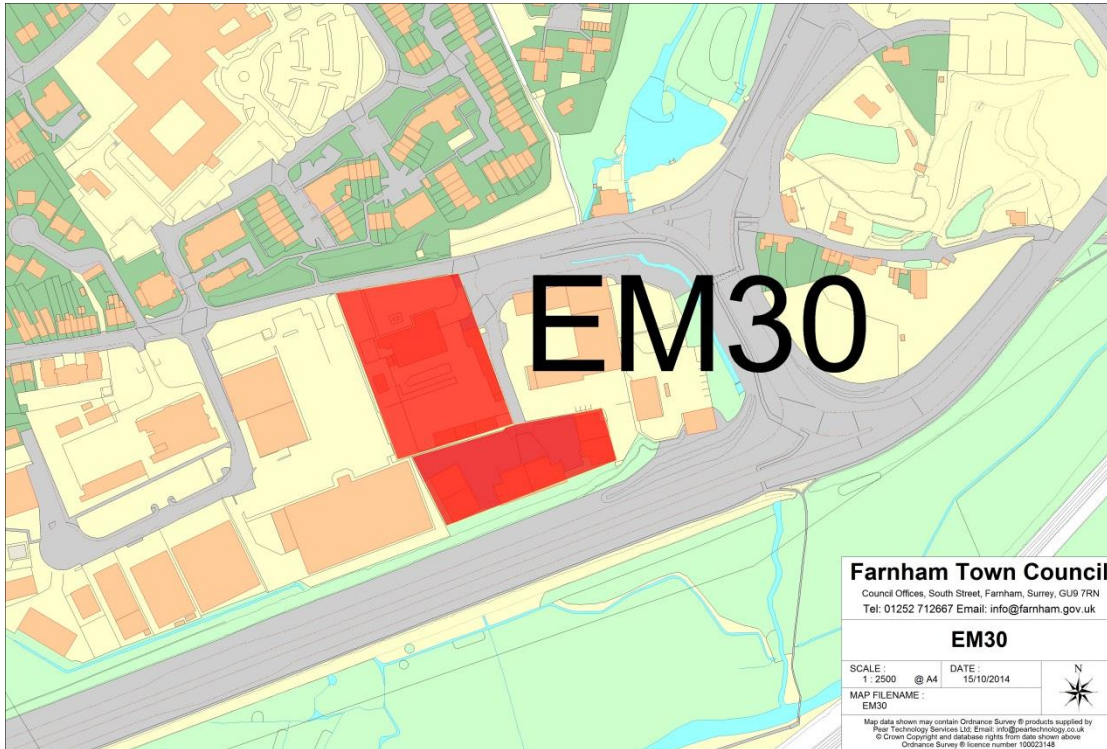 EM30
Farnham Town Council
Council Offices, South Street, Farnham, Surrey, GU9 7RN
Tel: 01252 712667 Email: info@farnham.gov.uk
EM30
SCALE : DATE :
1 : 2500 @ A4 15/10/2014
MAP FILENAME :
EM30
N
Map data shown may contain Ordnance Survey ® products supplied by
Pear Technology Services Ltd; Email: info@peartechnology.co.uk
© Crown Copyright and database rights from date shown above
Ordnance Survey ® licence number 100023148